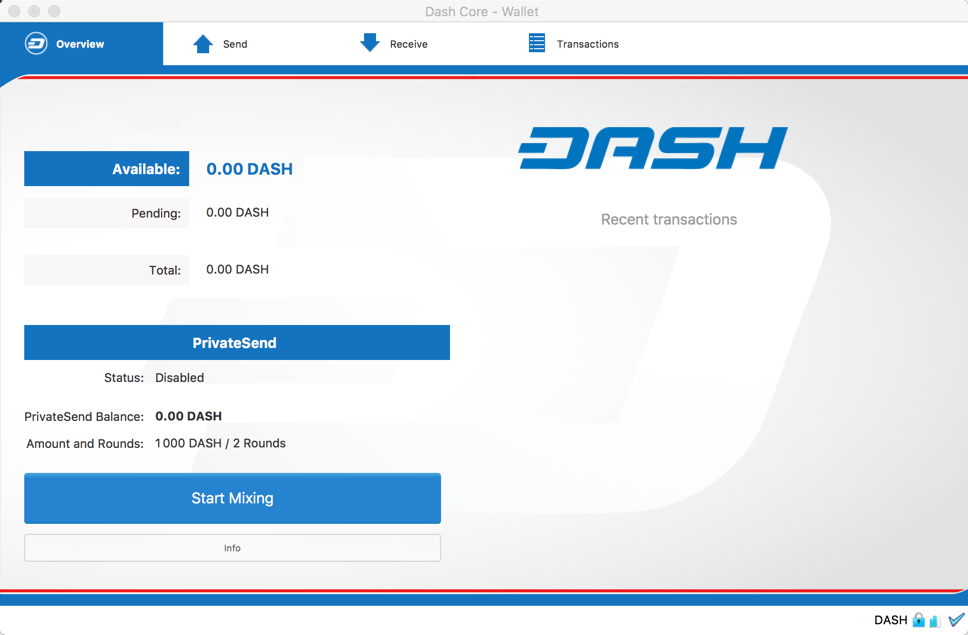 Dash Core - Wallet
Overview
Send
Receive
Transactions
DASH
Available: 0.00 DASH
Pending: 0.00 DASH
Total: 0.00 DASH
Recent transactions
PrivateSend
Status: Disabled
PrivateSend Balance: 0.00 DASH
Amount and Rounds: 1 000 DASH / 2 Rounds
Start Mixing
Info
DASH